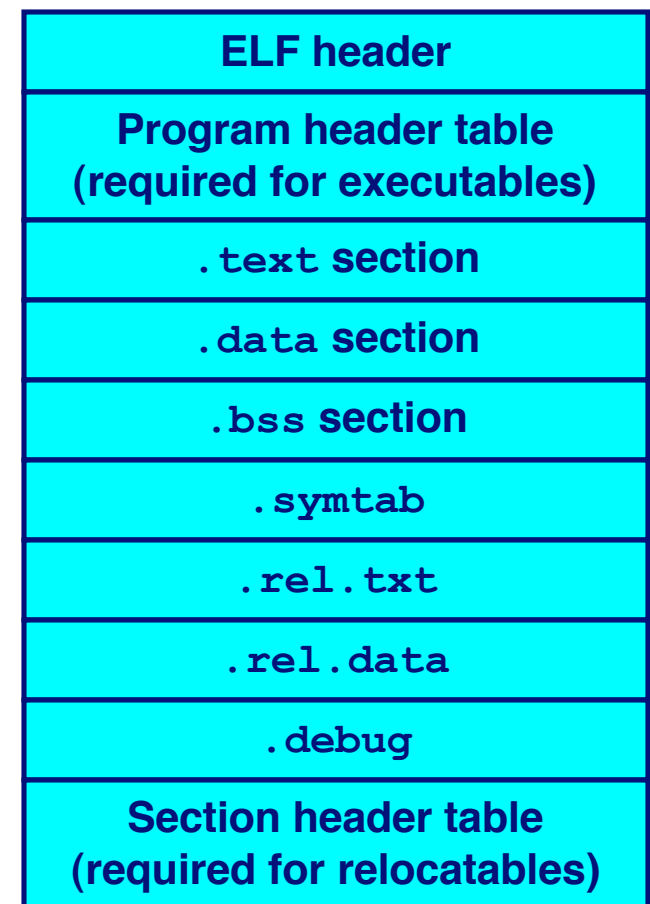 ELF header
Program header table
(required for executables)
.text section
.data section
.bss section
.symtab
.rel.txt
.rel.data
.debug
Section header table
(required for relocatables)